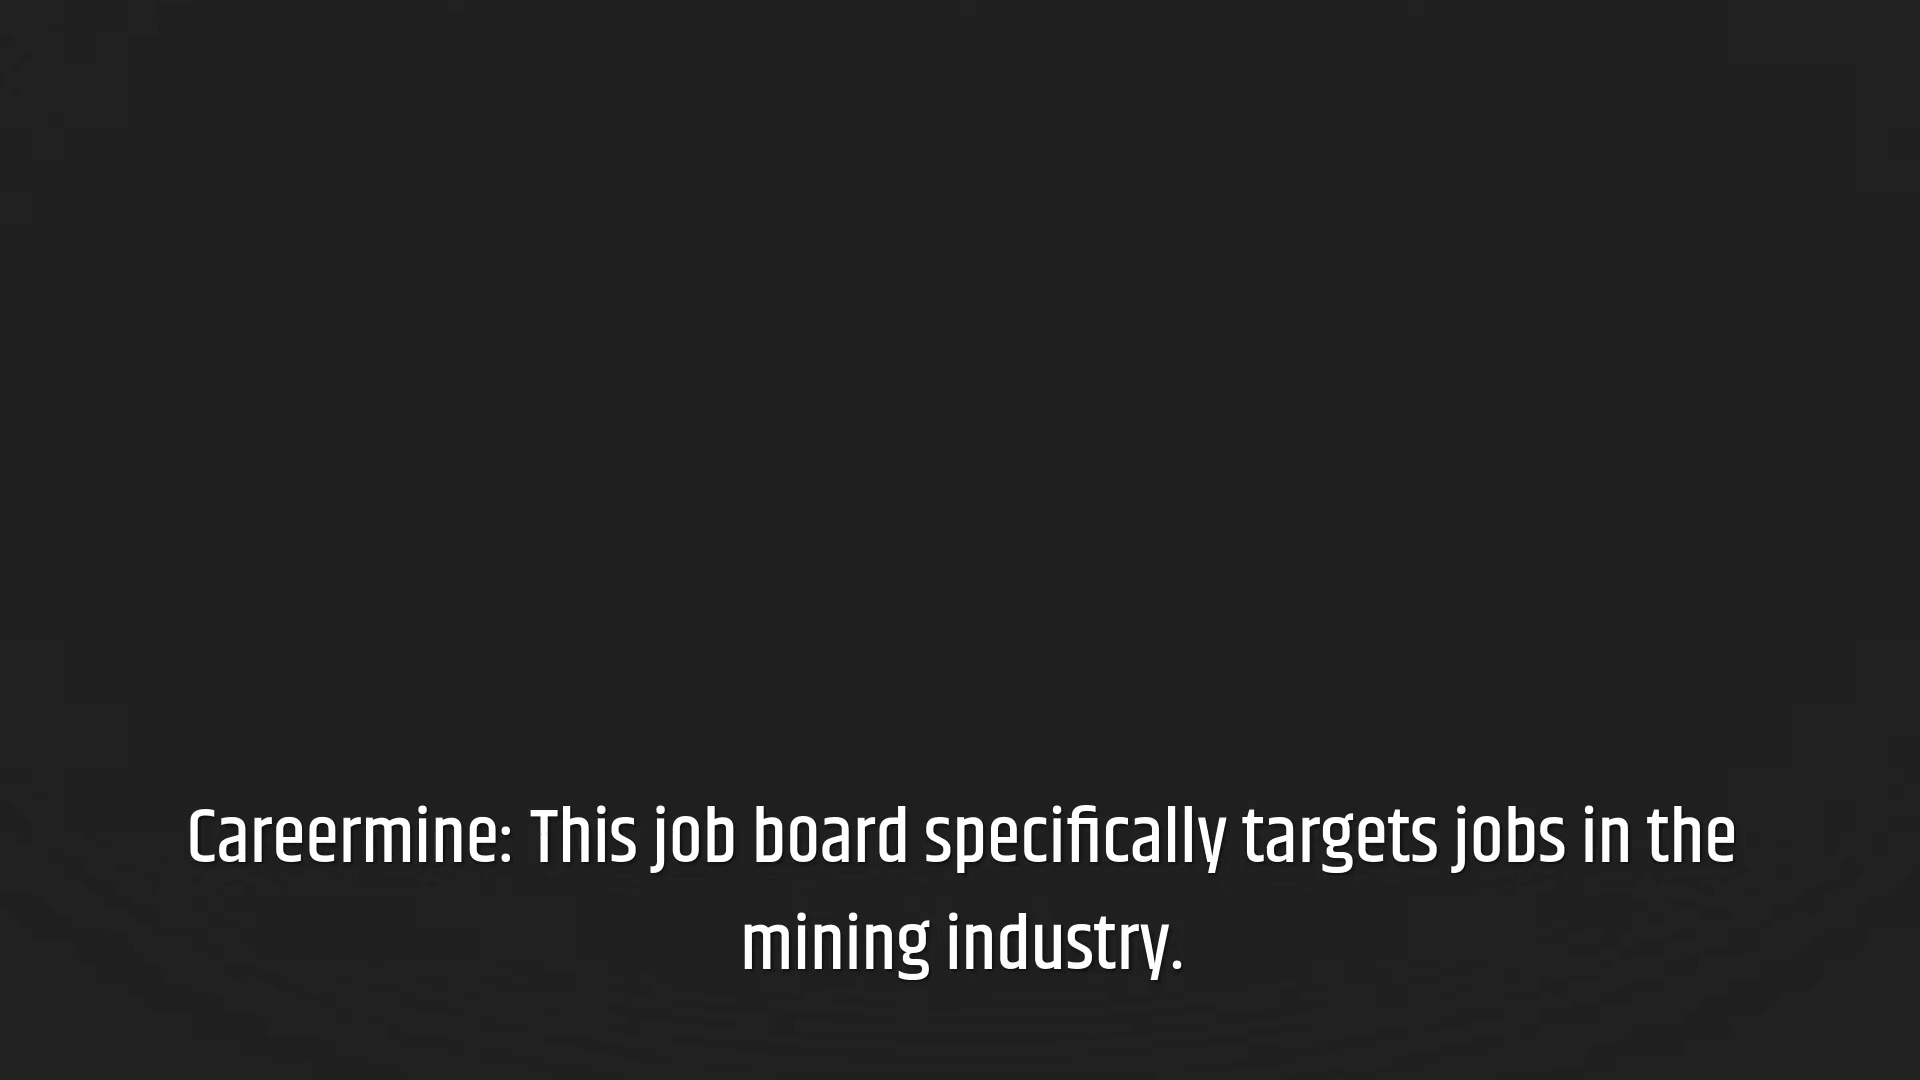 Careermine: This job board specifically targets jobs in the
mining industry.